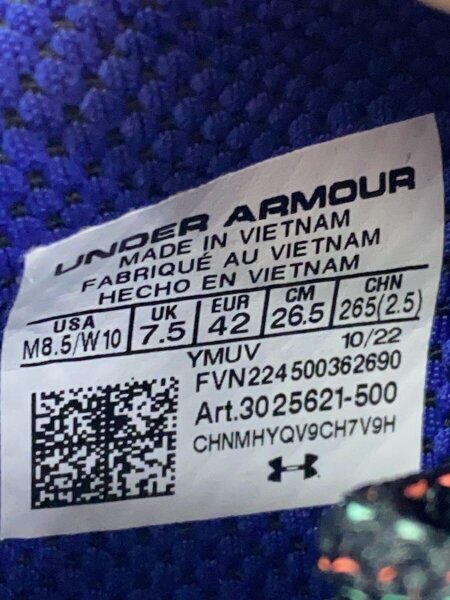 UNDER ARMOUR
MADE IN VIETNAM
FABRIQUÉ AU VIETNAM
HECHO EN VIETNAM
USA UK EUR CM CHN
M8.5/W10 7.5 42 26.5 265(2.5)
YMUV 10/22
FVN224500362690
Art.3025621-500
CHNMHYQV9CH7V9H